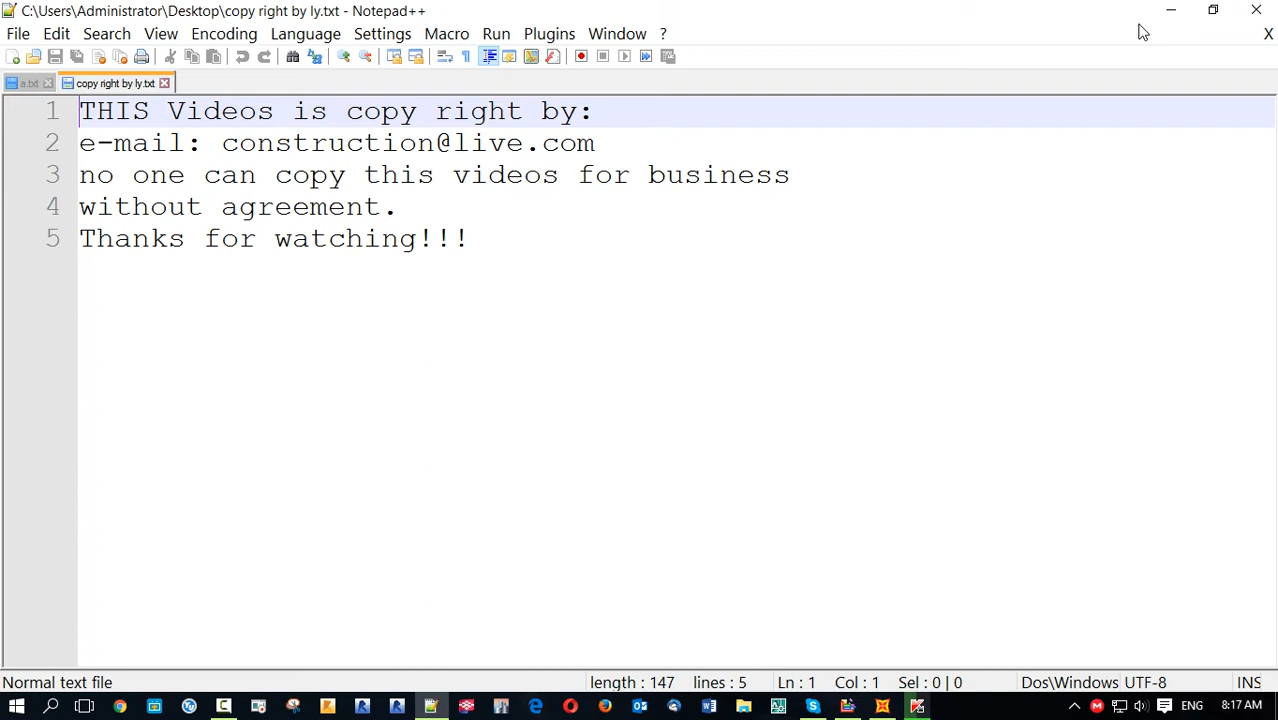 C:\Users\Administrator\Desktop\copy right by ly.txt - Notepad++
File Edit Search View Encoding Language Settings Macro Run Plugins Window ? X
a.txt copy right by ly.txt
1 THIS Videos is copy right by:
2 e-mail: construction@live.com
3 no one can copy this videos for business
4 without agreement.
5 Thanks for watching!!!
Normal text file length : 147 lines : 5 Ln : 1 Col : 1 Sel : 0 | 0 Dos\Windows UTF-8 INS
ENG 8:17 AM